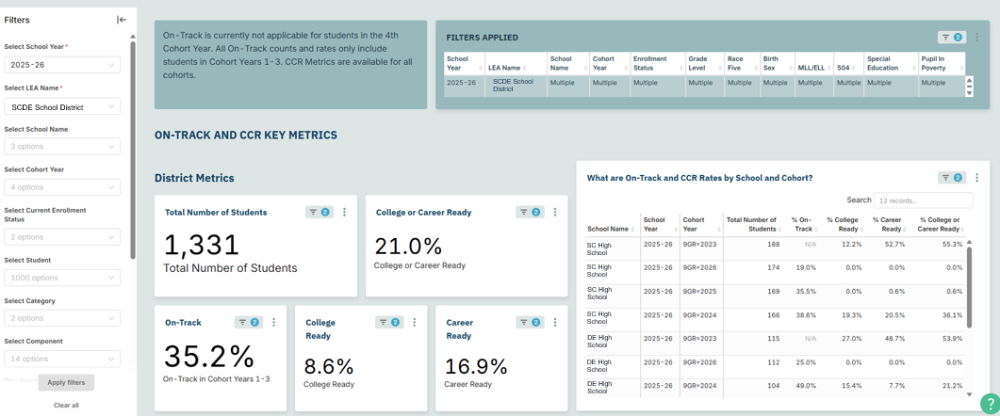 Filters
Select School Year *
2025-26
Select LEA Name *
SCDE School District
Select School Name
3 options
Select Cohort Year
4 options
Select Current Enrollment
Status
2 options
Select Student
1000 options
Select Category
2 options
Select Component
14 options
Apply filters
Clear all
On-Track is currently not applicable for students in the 4th
Cohort Year. All On-Track counts and rates only include
students in Cohort Years 1-3. CCR Metrics are available for all
cohorts.
FILTERS APPLIED
2
School Year LEA Name School Name Cohort Year Enrollment Status Grade Level Race Five Birth Sex MLL/ELL 504 Special Education Pupil In Poverty
2025-26 SCDE School District Multiple Multiple Multiple Multiple Multiple Multiple Multiple Multiple Multiple Multiple
ON-TRACK AND CCR KEY METRICS
District Metrics
Total Number of Students 2
1,331
Total Number of Students
College or Career Ready 2
21.0%
College or Career Ready
On-Track 2
35.2%
On-Track in Cohort Years 1-3
College Ready 2
8.6%
College Ready
Career Ready 2
16.9%
Career Ready
What are On-Track and CCR Rates by School and Cohort? 2
Search 12 records...
School Name School Year Cohort Year Total Number of Students % On-Track % College Ready % Career Ready % College or Career Ready
SC High School 2025-26 9GR=2023 188 N/A 12.2% 52.7% 55.3%
SC High School 2025-26 9GR=2026 174 19.0% 0.0% 0.0% 0.0%
SC High School 2025-26 9GR=2025 169 35.5% 0.0% 0.6% 0.6%
SC High School 2025-26 9GR=2024 166 38.6% 19.3% 20.5% 36.1%
DE High School 2025-26 9GR=2023 115 N/A 27.0% 48.7% 53.9%
DE High School 2025-26 9GR=2026 112 25.0% 0.0% 0.0% 0.0%
DE High School 2025-26 9GR=2024 104 49.0% 15.4% 7.7% 21.2%
?